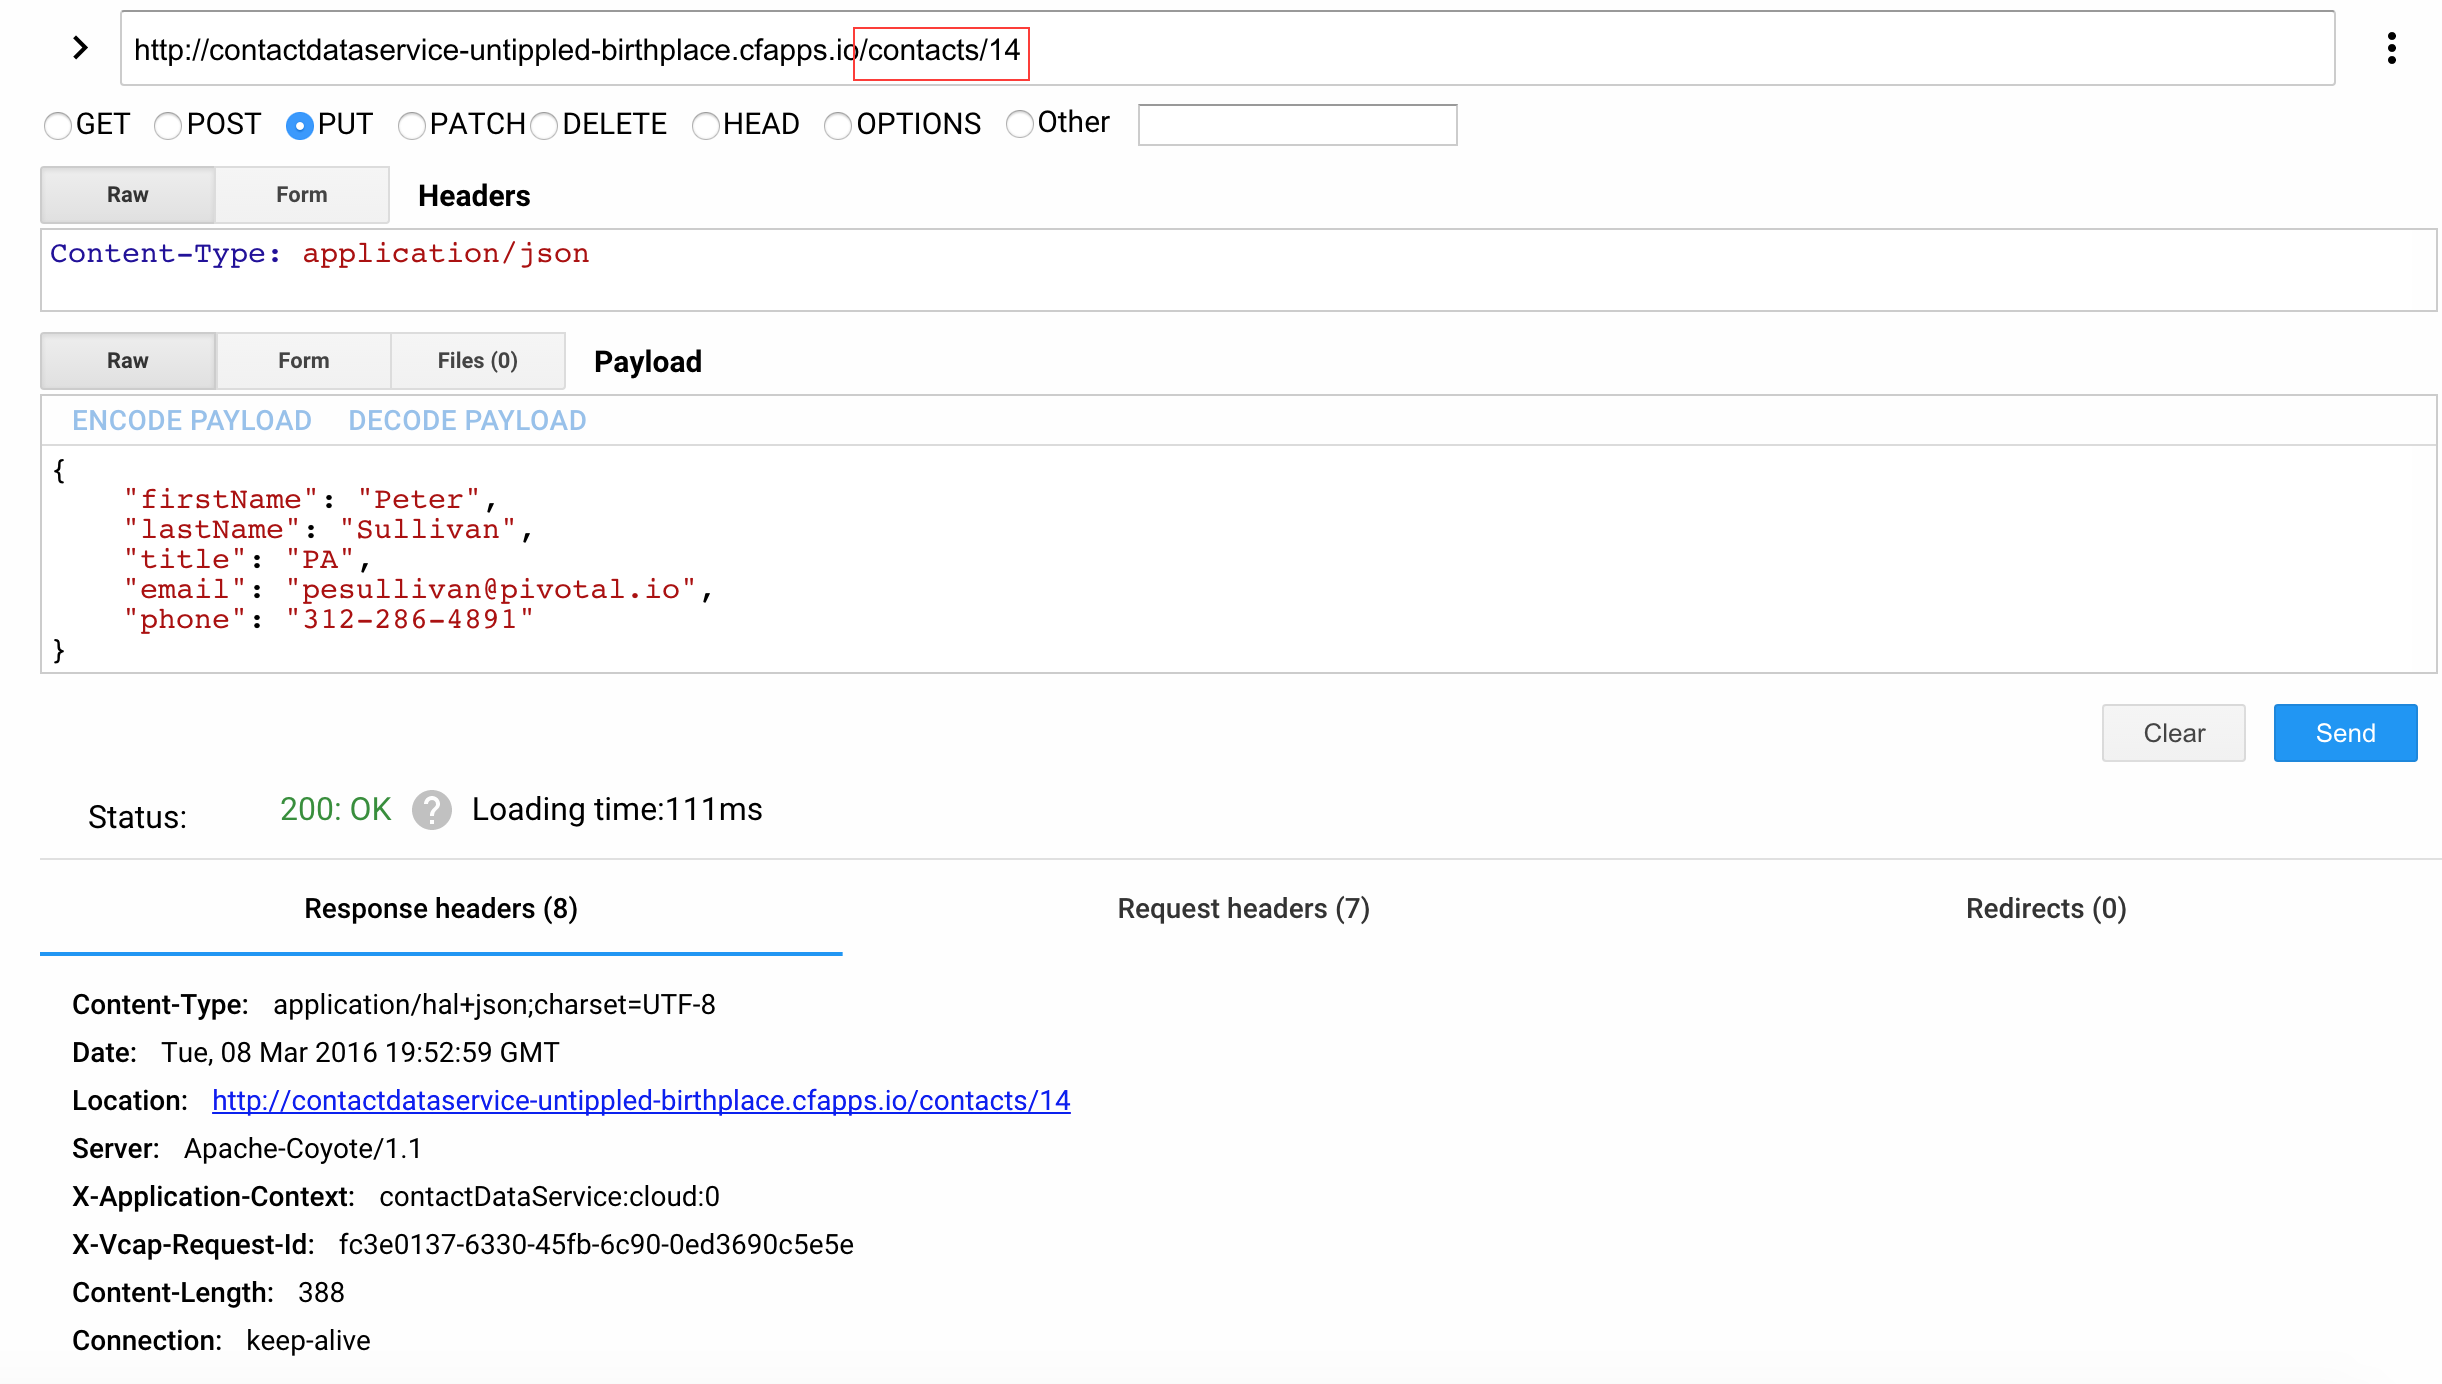 http://contactdataservice-untippled-birthplace.cfapps.io/contacts/14
GET POST PUT PATCH DELETE HEAD OPTIONS Other
Raw Form Headers
Content-Type: application/json
Raw Form Files (0) Payload
ENCODE PAYLOAD DECODE PAYLOAD
{
"firstName": "Peter",
"lastName": "Sullivan",
"title": "PA",
"email": "pesullivan@pivotal.io",
"phone": "312-286-4891"
}
Clear Send
Status: 200: OK ? Loading time:111ms
Response headers (8) Request headers (7) Redirects (0)
Content-Type: application/hal+json;charset=UTF-8
Date: Tue, 08 Mar 2016 19:52:59 GMT
Location: http://contactdataservice-untippled-birthplace.cfapps.io/contacts/14
Server: Apache-Coyote/1.1
X-Application-Context: contactDataService:cloud:0
X-Vcap-Request-Id: fc3e0137-6330-45fb-6c90-0ed3690c5e5e
Content-Length: 388
Connection: keep-alive